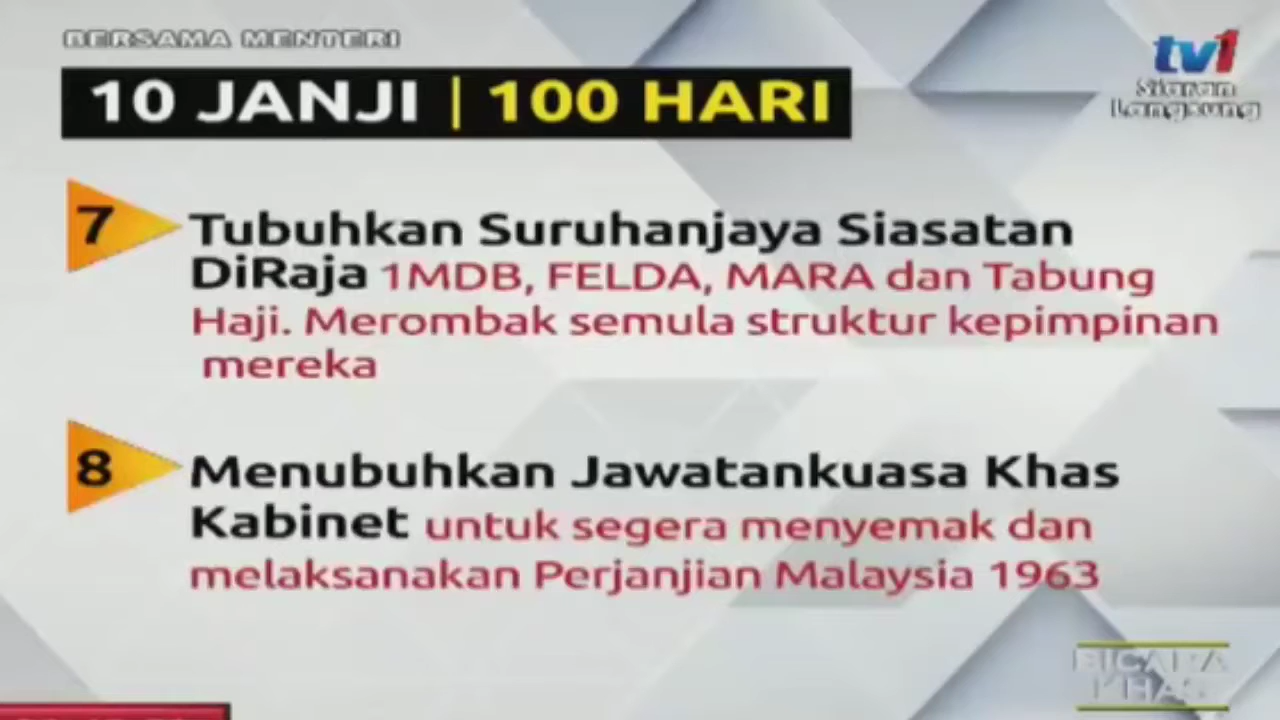 BERSAMA MENTERI
10 JANJI | 100 HARI
tv1
Siaran
Langsung
7
Tubuhkan Suruhanjaya Siasatan
DiRaja 1MDB, FELDA, MARA dan Tabung
Haji. Merombak semula struktur kepimpinan
mereka
8
Menubuhkan Jawatankuasa Khas
Kabinet untuk segera menyemak dan
melaksanakan Perjanjian Malaysia 1963
BICARA
KHAS